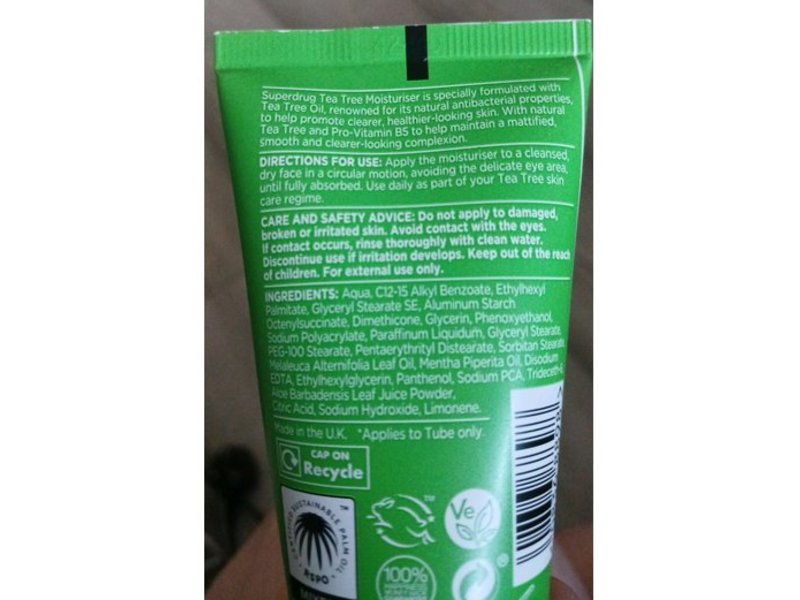 Superdrug Tea Tree Moisturiser is specially formulated with
Tea Tree Oil, renowned for its natural antibacterial properties,
to help promote clearer, healthier-looking skin. With natural
Tea Tree and Pro-Vitamin B5 to help maintain a mattified,
smooth and clearer-looking complexion.
DIRECTIONS FOR USE: Apply the moisturiser to a cleansed,
dry face in a circular motion, avoiding the delicate eye area,
until fully absorbed. Use daily as part of your Tea Tree skin
care regime.
CARE AND SAFETY ADVICE: Do not apply to damaged,
broken or irritated skin. Avoid contact with the eyes.
If contact occurs, rinse thoroughly with clean water.
Discontinue use if irritation develops. Keep out of the reach
of children. For external use only.
INGREDIENTS: Aqua, C12-15 Alkyl Benzoate, Ethylhexyl
Palmitate, Glyceryl Stearate SE, Aluminum Starch
Octenylsuccinate, Dimethicone, Glycerin, Phenoxyethanol,
Sodium Polyacrylate, Paraffinum Liquidum, Glyceryl Stearate,
PEG-100 Stearate, Pentaerythrityl Distearate, Sorbitan Stearate,
Melaleuca Alternifolia Leaf Oil, Mentha Piperita Oil, Disodium
EDTA, Ethylhexylglycerin, Panthenol, Sodium PCA, Trideceth-6,
Aloe Barbadensis Leaf Juice Powder,
Citric Acid, Sodium Hydroxide, Limonene.
Made in the U.K. *Applies to Tube only.
CAP ON
Recycle
CERTIFIED SUSTAINABLE PALM OIL
RSPO
TM
Ve
100%